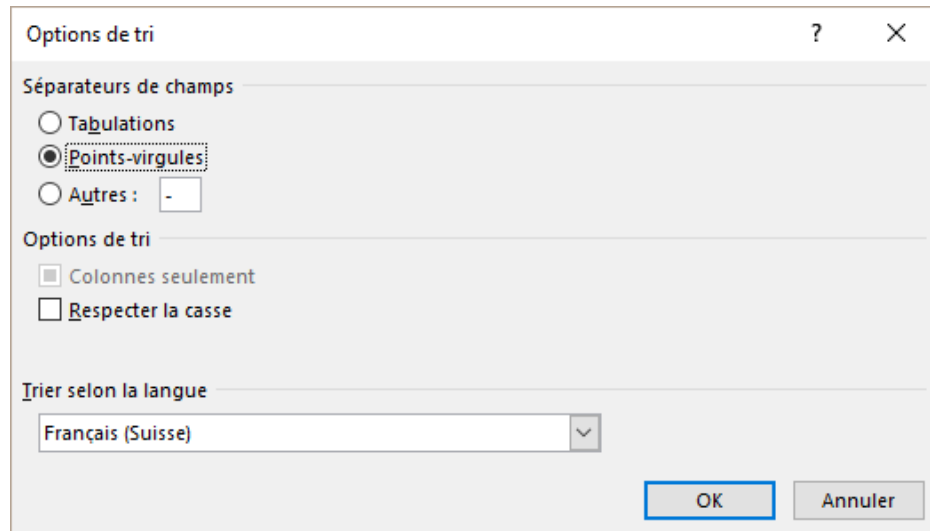 Options de tri ?
Séparateurs de champs
Tabulations
Points-virgules
Autres : -
Options de tri
Colonnes seulement
Respecter la casse
Trier selon la langue
Français (Suisse)
OK Annuler